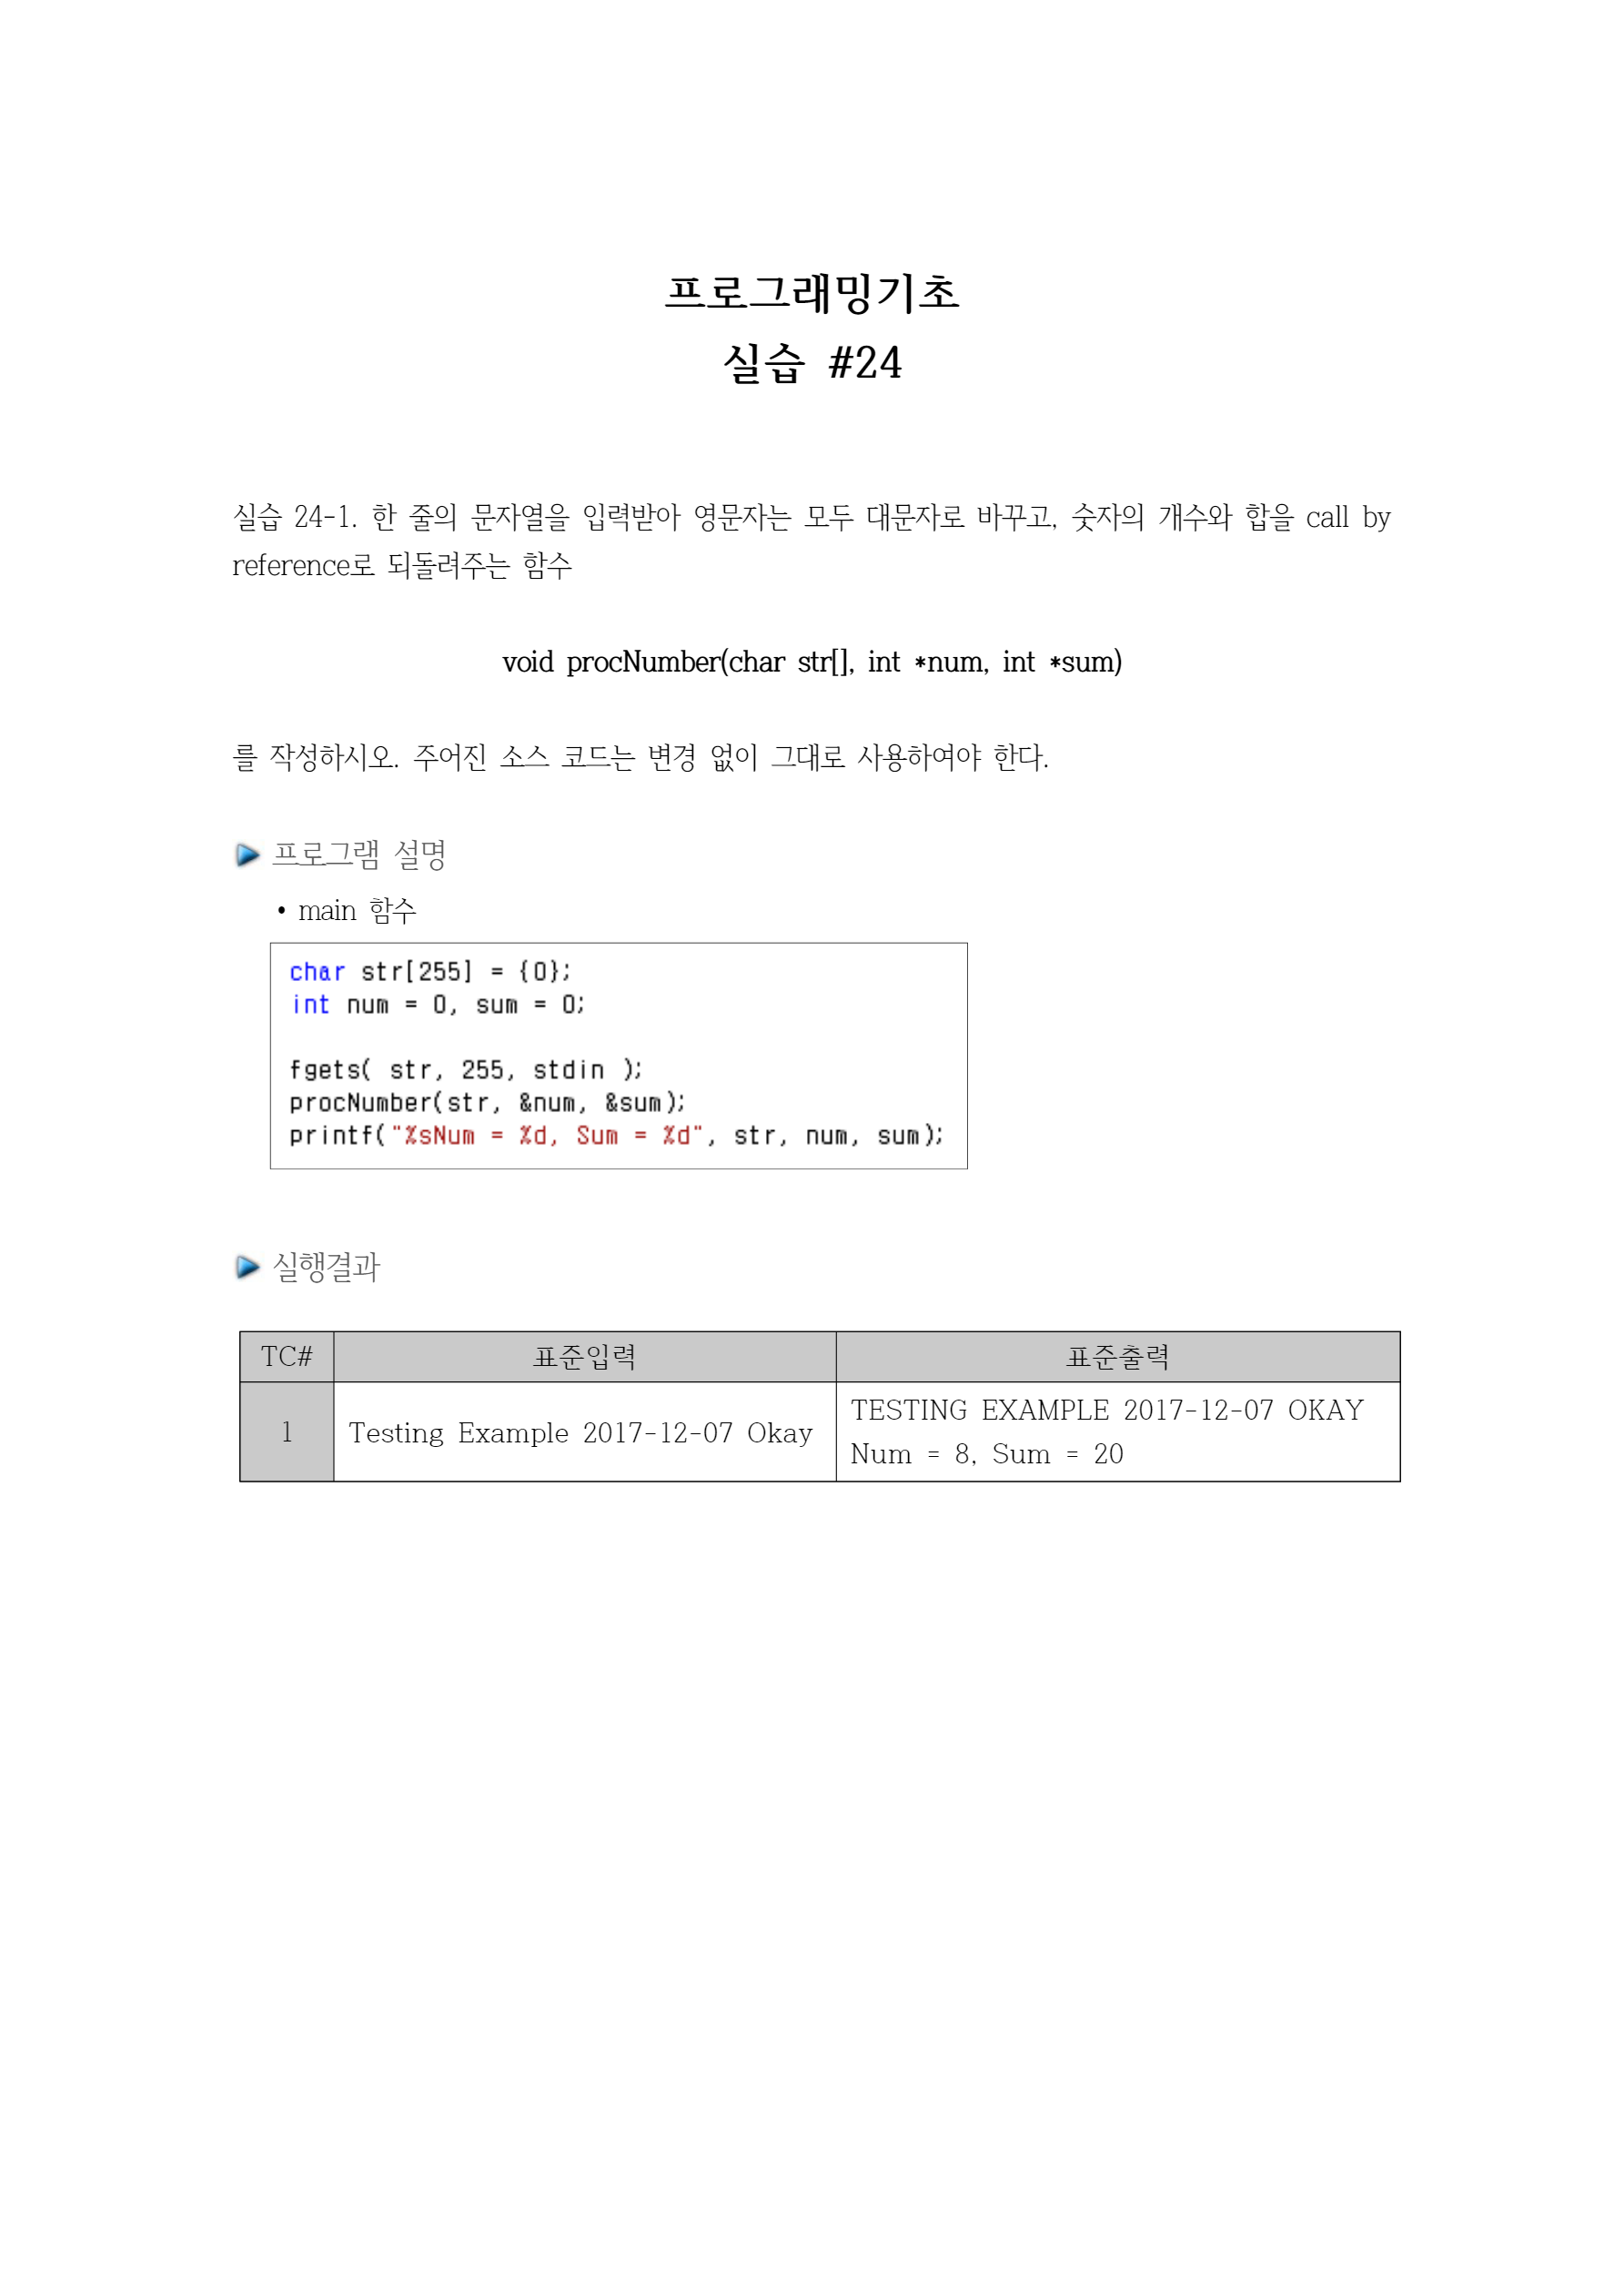 프로그래밍기초
실습 #24
실습 24-1. 한 줄의 문자열을 입력받아 영문자는 모두 대문자로 바꾸고, 숫자의 개수와 합을 call by
reference로 되돌려주는 함수
void procNumber(char str[], int *num, int *sum)
를 작성하시오. 주어진 소스 코드는 변경 없이 그대로 사용하여야 한다.
프로그램 설명
• main 함수
char str[255] = {0};
int num = 0, sum = 0;
fgets( str, 255, stdin );
procNumber(str, &num, &sum);
printf("%sNum = %d, Sum = %d", str, num, sum);
실행결과
TC# 표준입력 표준출력
1 Testing Example 2017-12-07 Okay TESTING EXAMPLE 2017-12-07 OKAY
Num = 8, Sum = 20